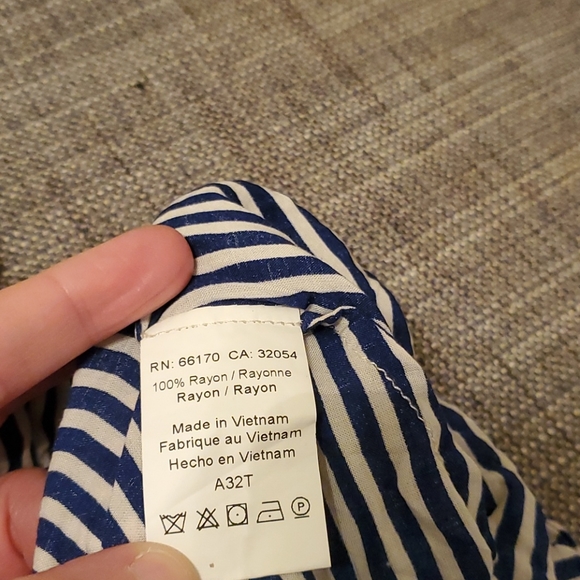 RN: 66170 CA: 32054
100% Rayon / Rayonne
Rayon / Rayon
Made in Vietnam
Fabrique au Vietnam
Hecho en Vietnam
A32T
P